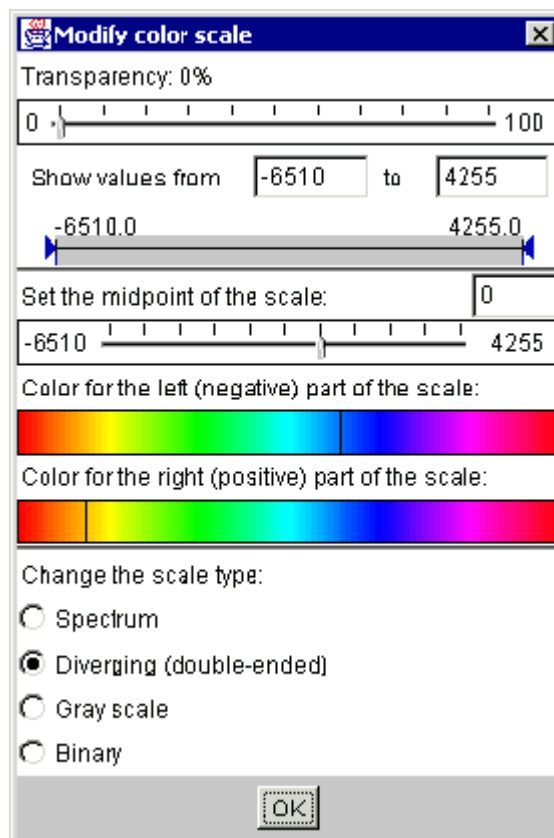 Modify color scale
Transparency: 0%
0 100
Show values from -6510 to 4255
-6510.0 4255.0
Set the midpoint of the scale: 0
-6510 4255
Color for the left (negative) part of the scale:
Color for the right (positive) part of the scale:
Change the scale type:
Spectrum
Diverging (double-ended)
Gray scale
Binary
OK